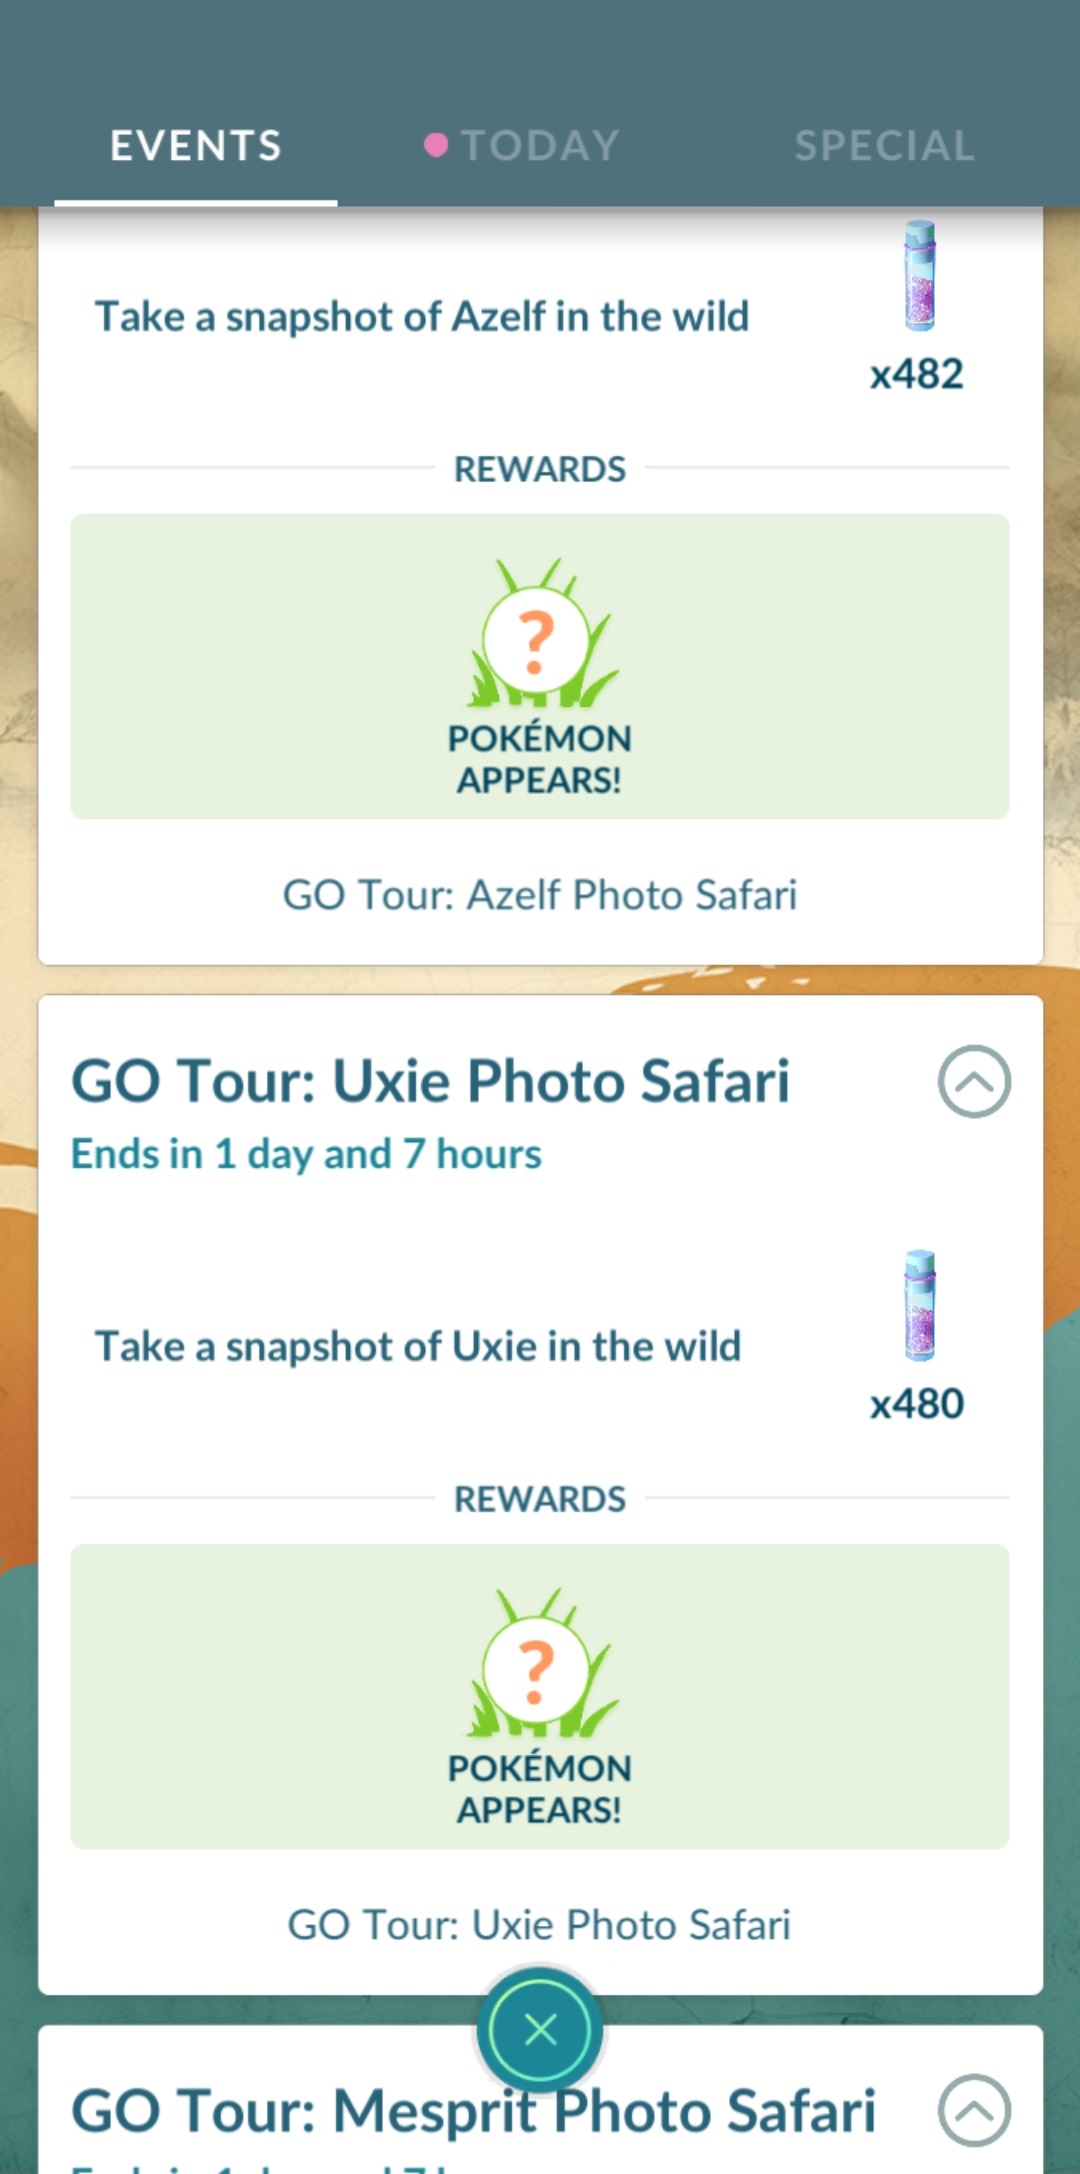 EVENTS
TODAY
SPECIAL
Take a snapshot of Azelf in the wild
x482
REWARDS
?
POKÉMON
APPEARS!
GO Tour: Azelf Photo Safari
GO Tour: Uxie Photo Safari
Ends in 1 day and 7 hours
Take a snapshot of Uxie in the wild
x480
REWARDS
?
POKÉMON
APPEARS!
GO Tour: Uxie Photo Safari
GO Tour: Mesprit Photo Safari